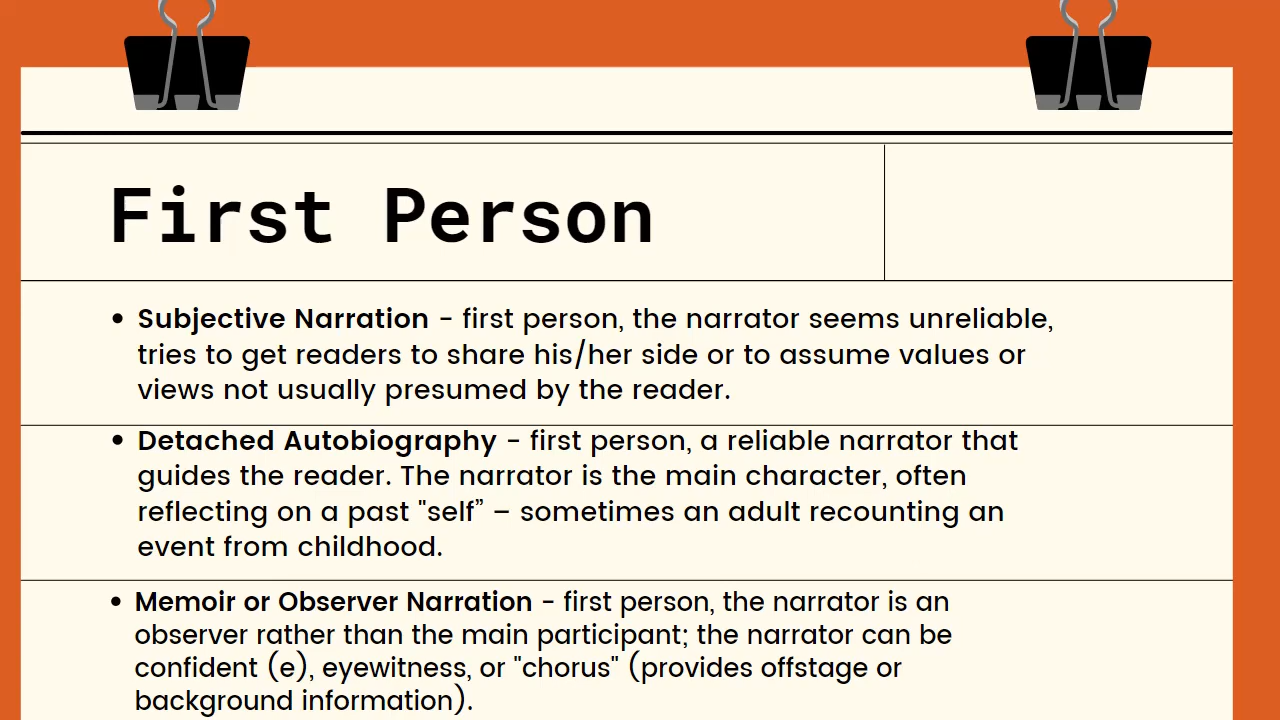 First Person
• Subjective Narration - first person, the narrator seems unreliable,
tries to get readers to share his/her side or to assume values or
views not usually presumed by the reader.
• Detached Autobiography - first person, a reliable narrator that
guides the reader. The narrator is the main character, often
reflecting on a past "self” – sometimes an adult recounting an
event from childhood.
• Memoir or Observer Narration - first person, the narrator is an
observer rather than the main participant; the narrator can be
confident (e), eyewitness, or "chorus" (provides offstage or
background information).